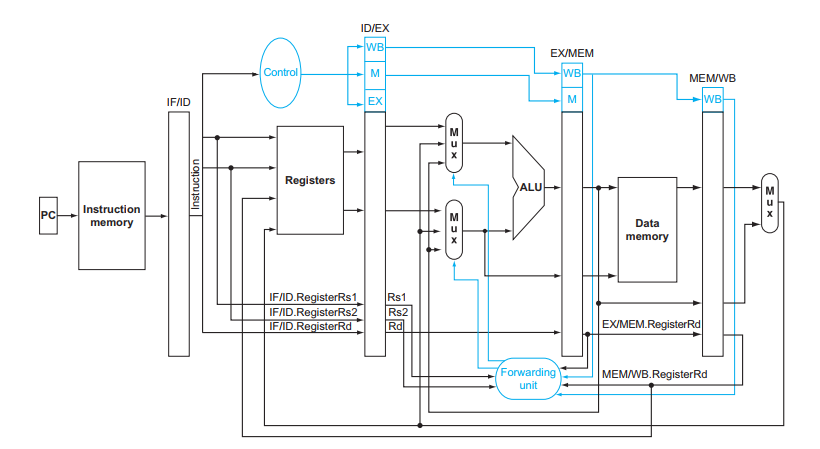 ID/EX
WB
EX/MEM
Control
M
WB
MEM/WB
EX
M
WB
IF/ID
M
u
x
Registers
Instruction
ALU
PC
Instruction
memory
M
u
x
M
u
x
Data
memory
IF/ID.RegisterRs1
Rs1
IF/ID.RegisterRs2
Rs2
IF/ID.RegisterRd
Rd
EX/MEM.RegisterRd
Forwarding
unit
MEM/WB.RegisterRd